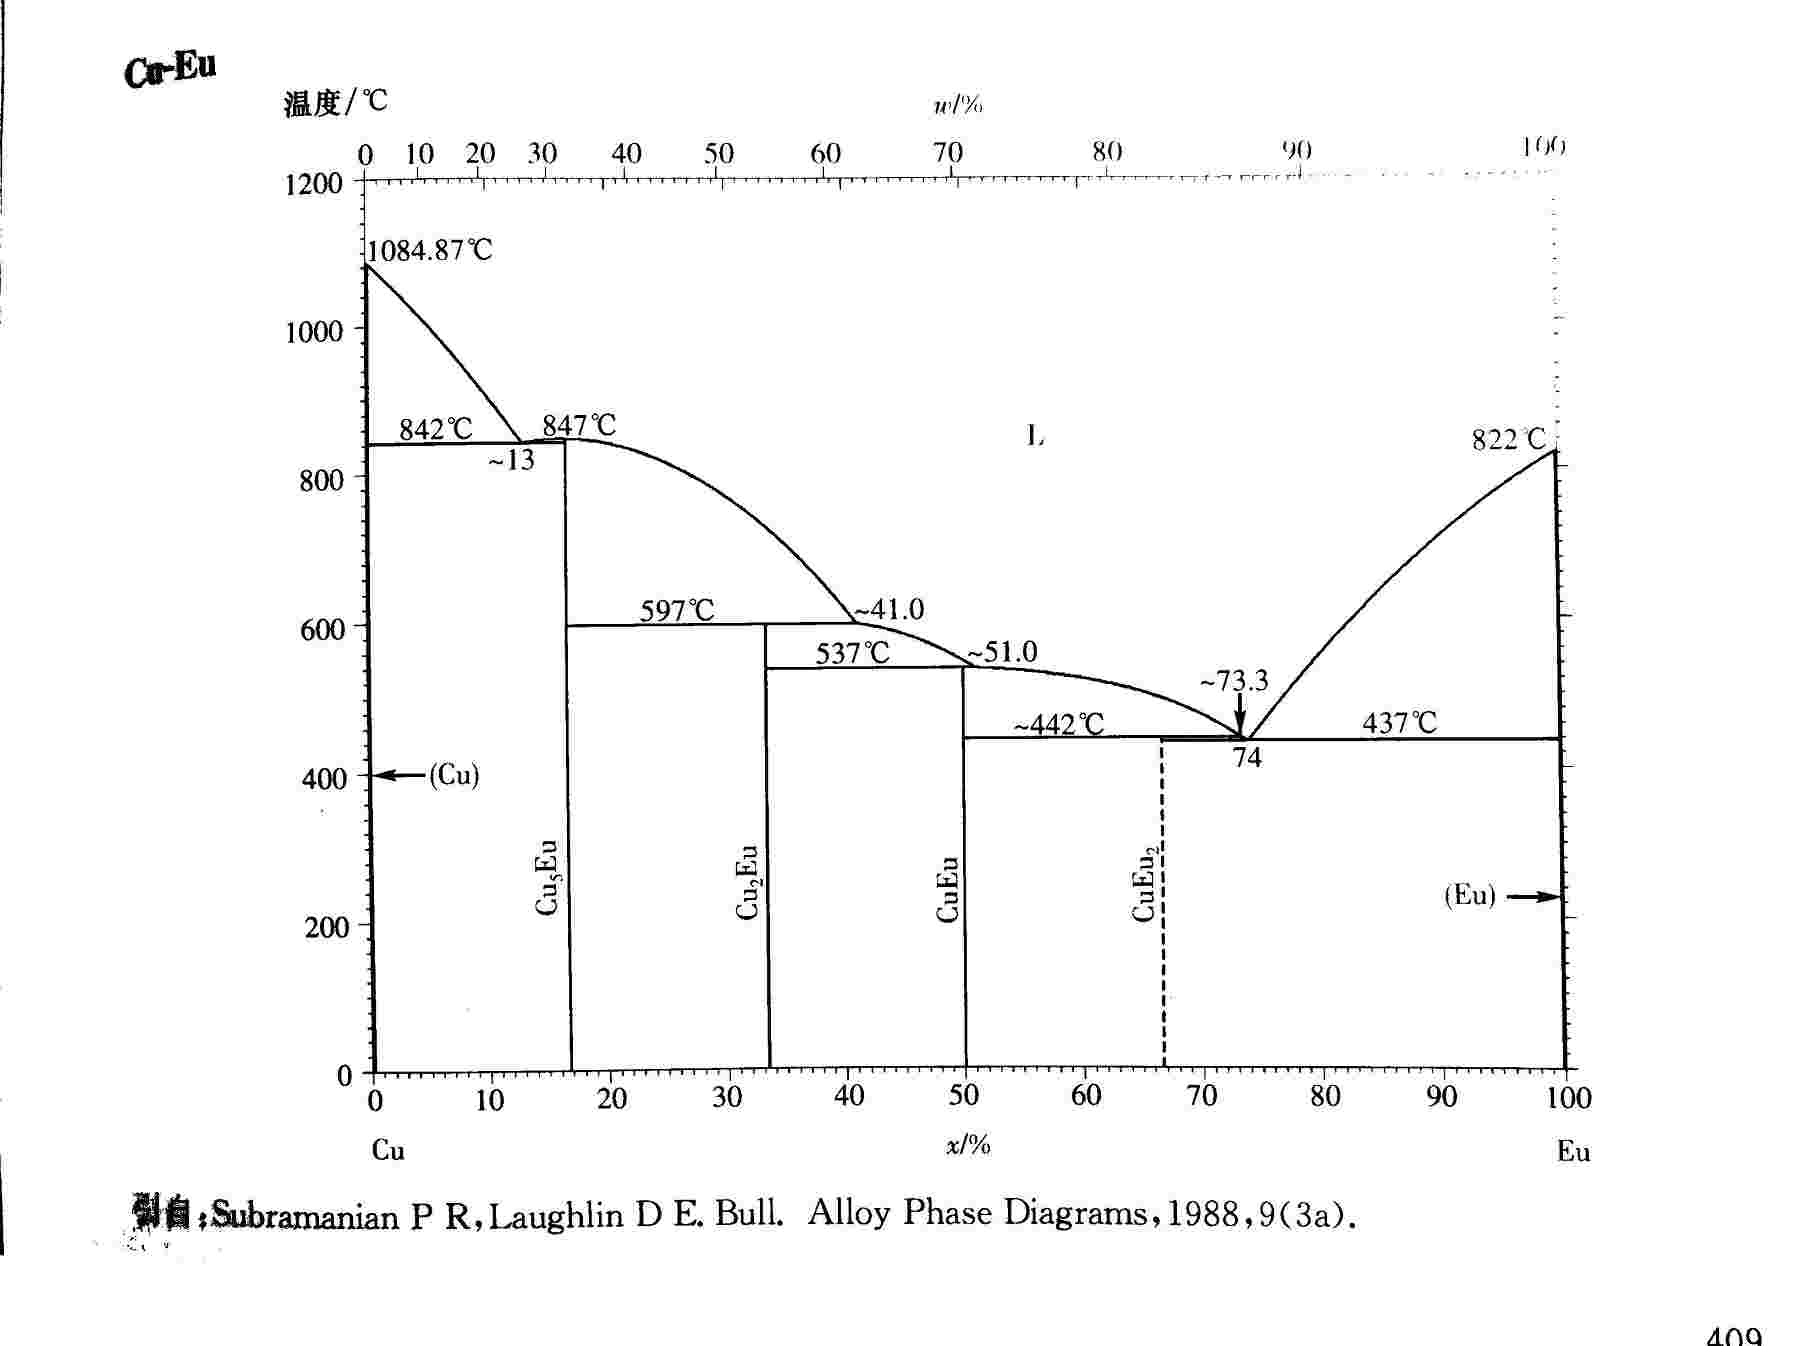 Cu-Eu
温度/℃
w/%
0 10 20 30 40 50 60 70 80 90 100
1200
1084.87℃
1000
842℃ 847℃
~13
L
822℃
800
597℃ ~41.0
600
537℃ ~51.0
~73.3
~442℃ 437℃
74
400
(Cu)
Cu₅Eu
Cu₂Eu
CuEu
CuEu₂
(Eu)
200
0
0 10 20 30 40 50 60 70 80 90 100
Cu x/% Eu
引自:Subramanian P R,Laughlin D E. Bull. Alloy Phase Diagrams,1988,9(3a).
409